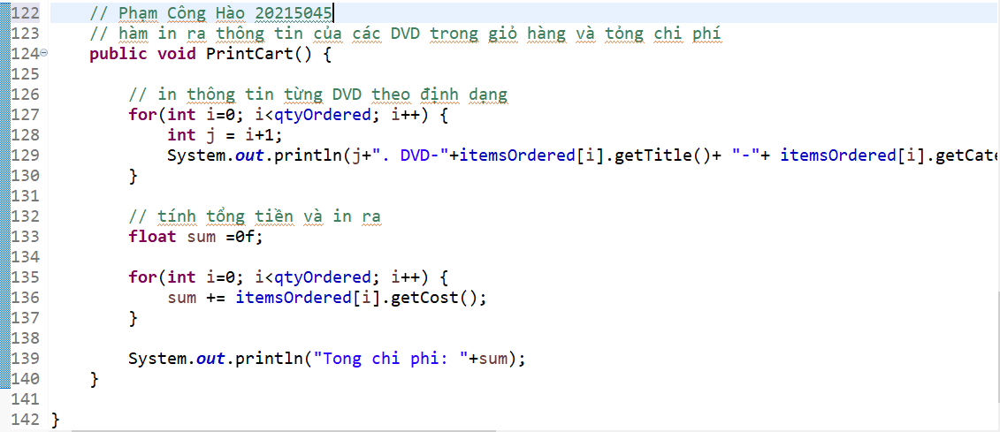 122 // Phạm Công Hào 20215045
123 // hàm in ra thông tin của các DVD trong giỏ hàng và tỏng chi phí
124 public void PrintCart() {
125
126 // in thông tin từng DVD theo định dạng
127 for(int i=0; i<qtyOrdered; i++) {
128 int j = i+1;
129 System.out.println(j+". DVD-"+itemsOrdered[i].getTitle()+ "-"+ itemsOrdered[i].getCate
130 }
131
132 // tính tổng tiền và in ra
133 float sum =0f;
134
135 for(int i=0; i<qtyOrdered; i++) {
136 sum += itemsOrdered[i].getCost();
137 }
138
139 System.out.println("Tong chi phi: "+sum);
140 }
141
142 }